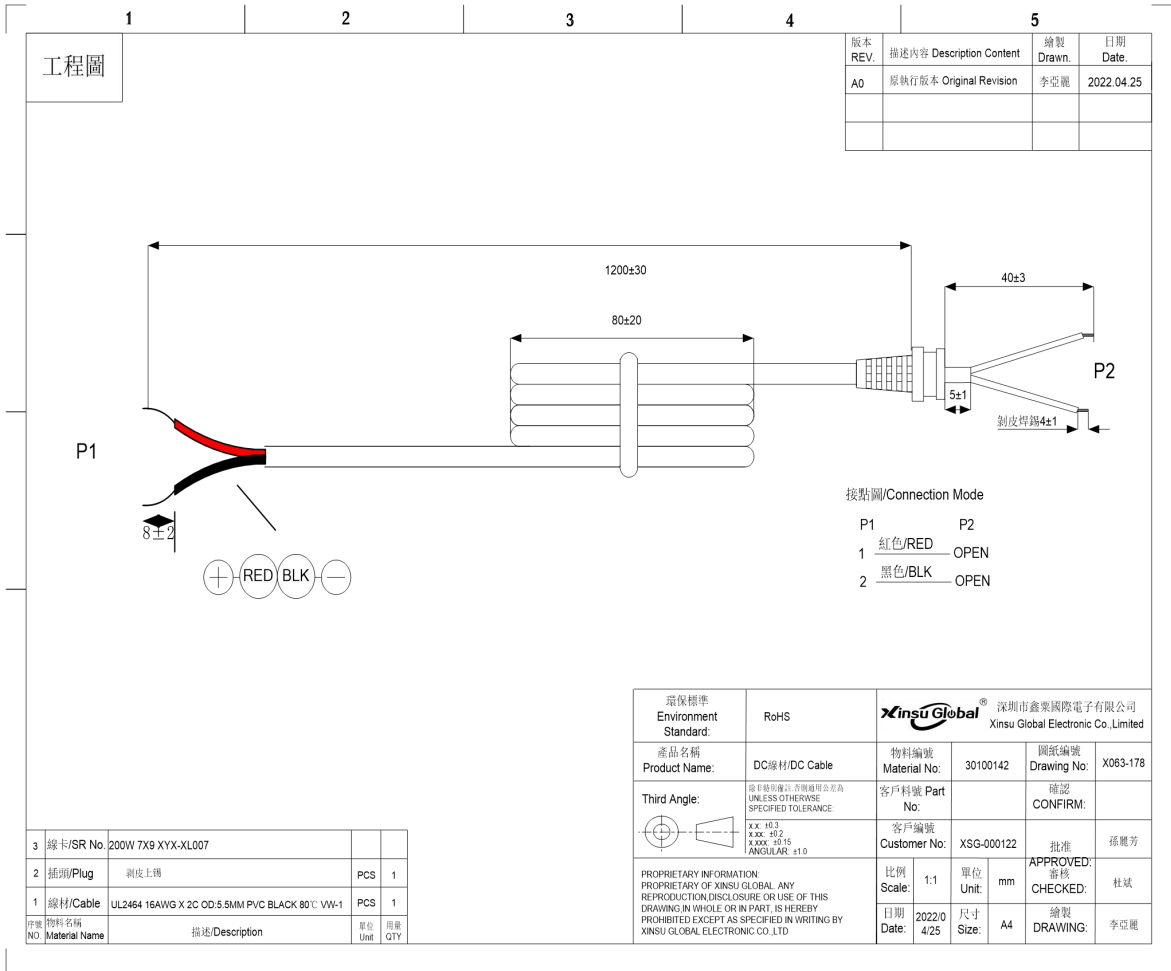 1 2 3 4 5
工程圖
版本 描述內容 Description Content 繪製 日期
REV. Drawn. Date.
A0 原執行版本 Original Revision 李亞麗 2022.04.25
1200±30
40±3
80±20
P2
5±1
剝皮焊錫4±1
P1
8±2
+ RED BLK −
接點圖/Connection Mode
P1 P2
1 紅色/RED OPEN
2 黑色/BLK OPEN
環保標準
Environment
Standard:
RoHS
Xinsu Global®
深圳市鑫粟國際電子有限公司
Xinsu Global Electronic Co.,Limited
產品名稱
Product Name:
DC線材/DC Cable
物料編號
Material No:
30100142
圖紙編號
Drawing No:
X063-178
Third Angle:
除非特別備註,否則通用公差為
UNLESS OTHERWSE
SPECIFIED TOLERANCE:
x.x: ±0.3
x.xx: ±0.2
x.xxx: ±0.15
ANGULAR: ±1.0
客戶料號 Part
No:
確認
CONFIRM:
客戶編號
Customer No:
XSG-000122
批准
APPROVED:
孫麗芳
PROPRIETARY INFORMATION:
PROPRIETARY OF XINSU GLOBAL. ANY
REPRODUCTION,DISCLOSURE OR USE OF THIS
DRAWING,IN WHOLE OR IN PART, IS HEREBY
PROHIBITED EXCEPT AS SPECIFIED IN WRITING BY
XINSU GLOBAL ELECTRONIC CO.,LTD
比例
Scale:
1:1
單位
Unit:
mm
審核
CHECKED:
杜斌
日期
Date:
2022/0
4/25
尺寸
Size:
A4
繪製
DRAWING:
李亞麗
3 線卡/SR No. 200W 7X9 XYX-XL007
2 插頭/Plug 剥皮上锡 PCS 1
1 線材/Cable UL2464 16AWG X 2C OD:5.5MM PVC BLACK 80℃ VW-1 PCS 1
序號 物料名稱 描述/Description 單位 用量
NO. Material Name Unit QTY